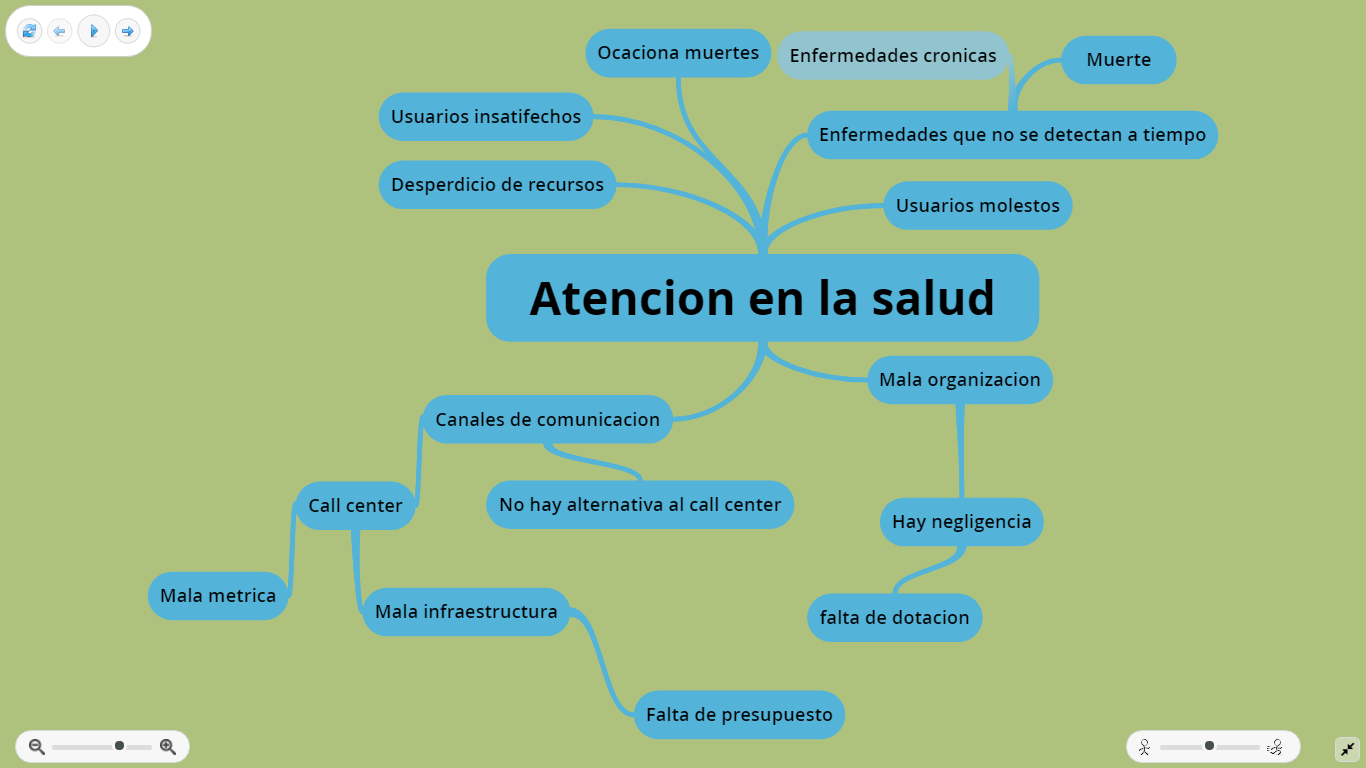 Ocaciona muertes
Enfermedades cronicas
Muerte
Usuarios insatifechos
Enfermedades que no se detectan a tiempo
Desperdicio de recursos
Usuarios molestos
Atencion en la salud
Mala organizacion
Canales de comunicacion
Call center
No hay alternativa al call center
Hay negligencia
Mala metrica
Mala infraestructura
falta de dotacion
Falta de presupuesto